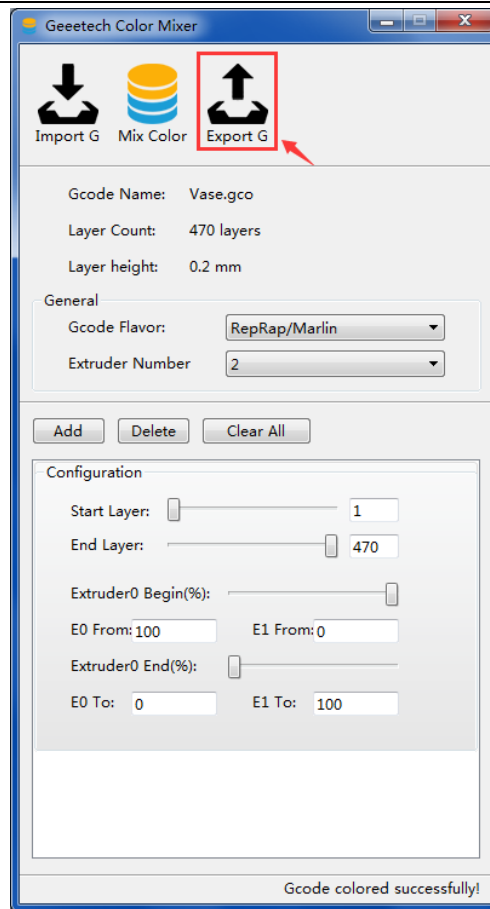 Geeetech Color Mixer
Import G Mix Color Export G
Gcode Name: Vase.gco
Layer Count: 470 layers
Layer height: 0.2 mm
General
Gcode Flavor: RepRap/Marlin
Extruder Number 2
Add Delete Clear All
Configuration
Start Layer: 1
End Layer: 470
Extruder0 Begin(%):
E0 From: 100 E1 From: 0
Extruder0 End(%):
E0 To: 0 E1 To: 100
Gcode colored successfully!